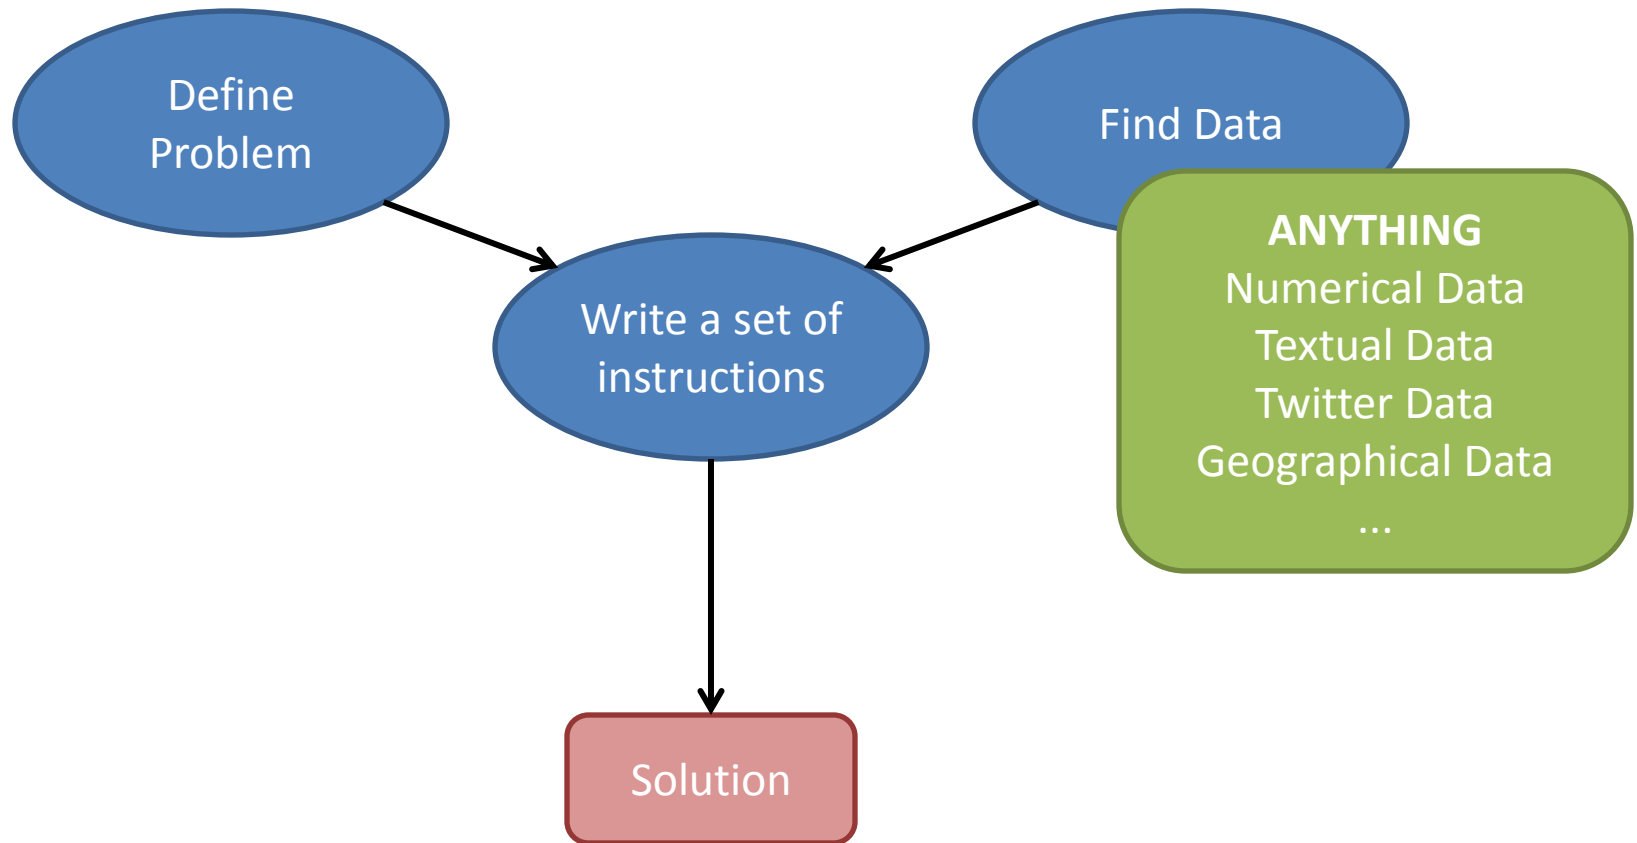 Define
Problem
Find Data
ANYTHING
Numerical Data
Textual Data
Twitter Data
Geographical Data
...
Write a set of
instructions
Solution